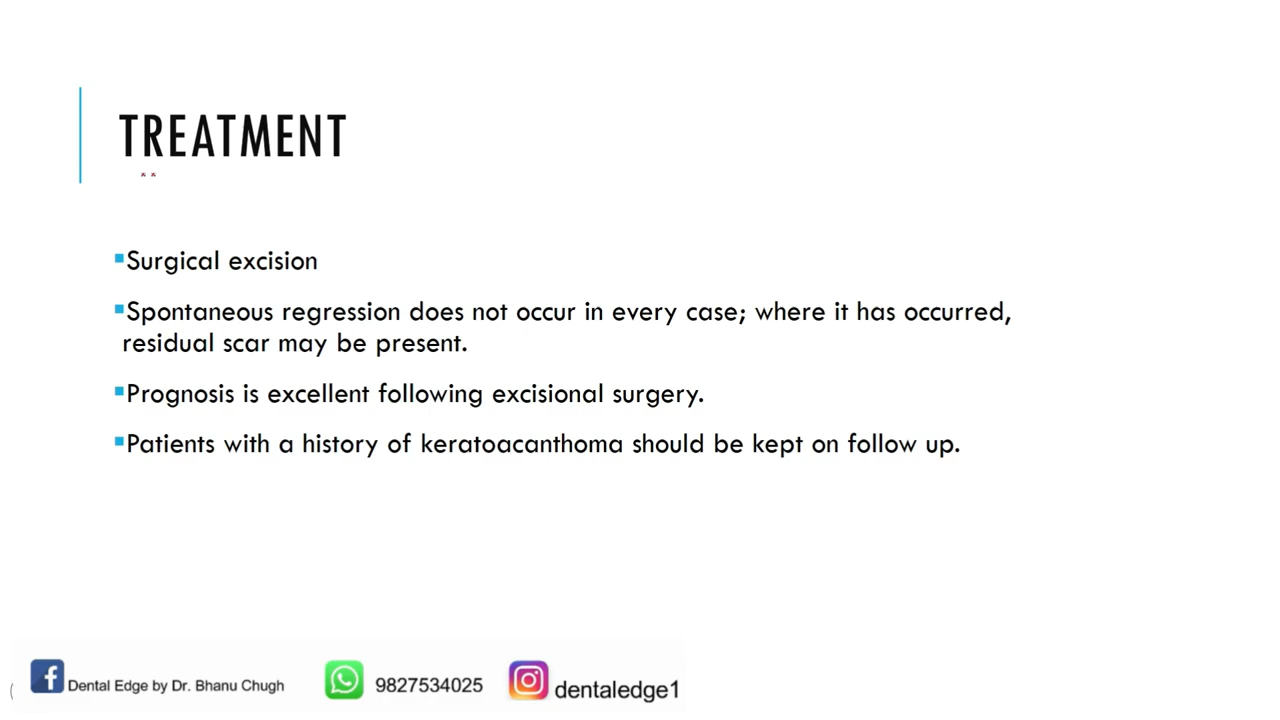 TREATMENT
Surgical excision
Spontaneous regression does not occur in every case; where it has occurred,
residual scar may be present.
Prognosis is excellent following excisional surgery.
Patients with a history of keratoacanthoma should be kept on follow up.
Dental Edge by Dr. Bhanu Chugh 9827534025 dentaledge1